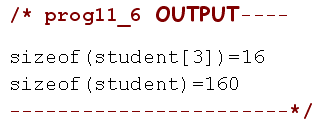 /* prog11_6 OUTPUT----
sizeof(student[3])=16
sizeof(student)=160
-----------------------*/